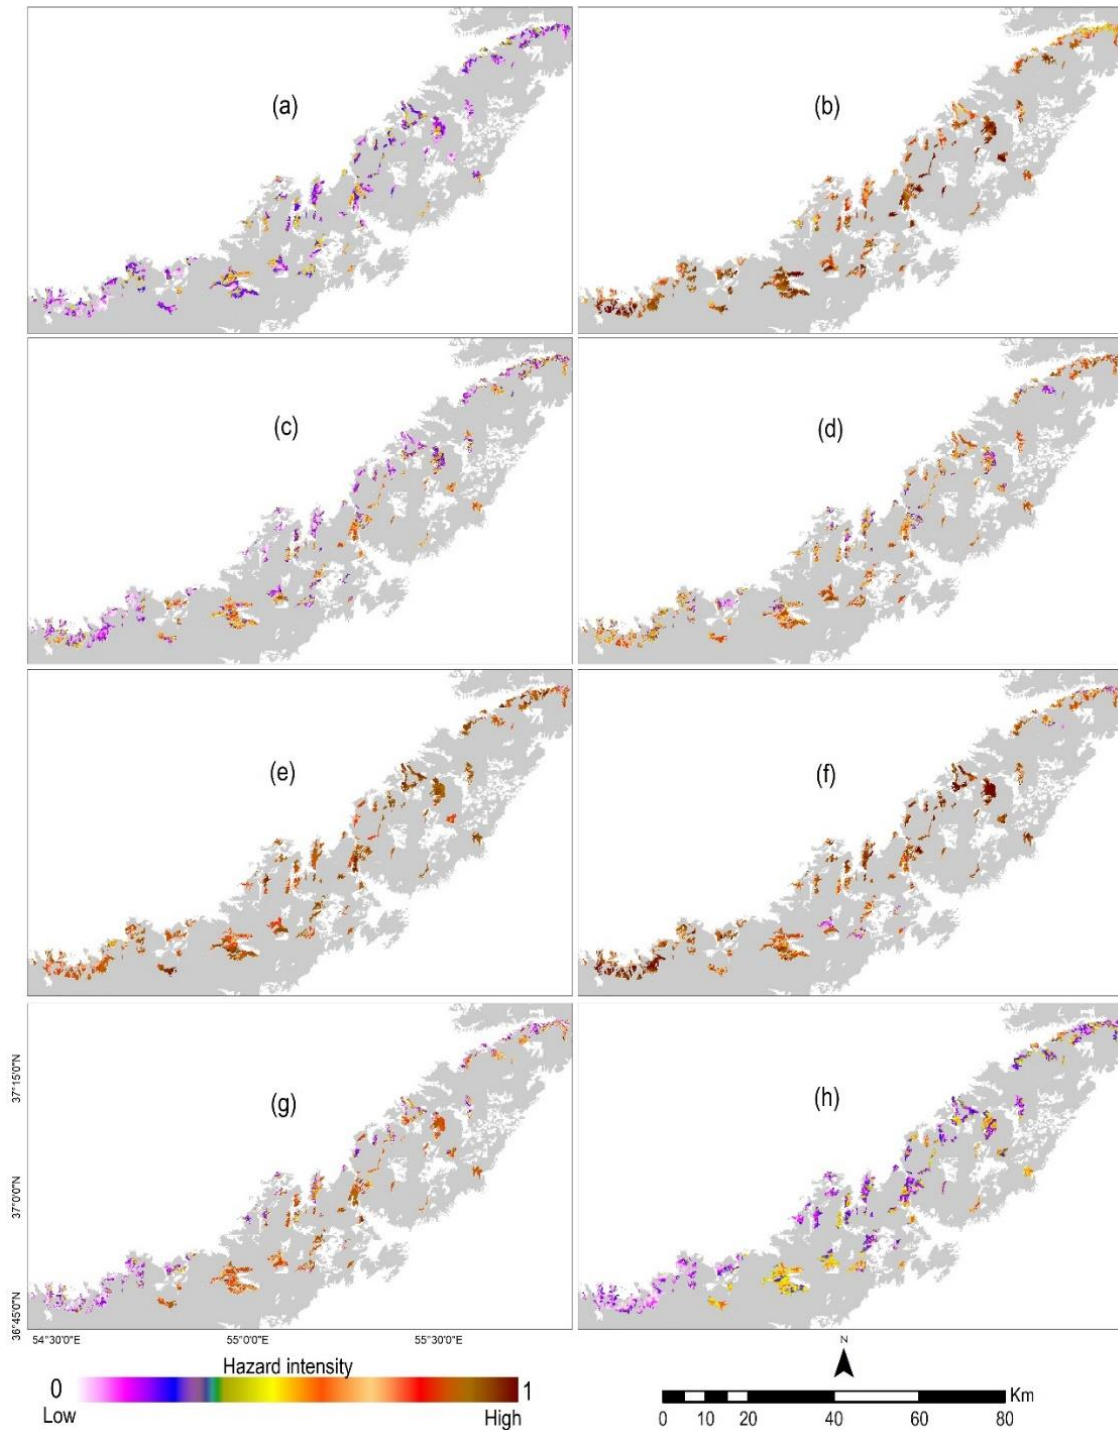 (a)
(b)
(c)
(d)
(e)
(f)
(g)
(h)
37°15'0"N
37°0'0"N
36°45'0"N
54°30'0"E 55°0'0"E 55°30'0"E
Hazard intensity
0 1
Low High
N
Km
0 10 20 40 60 80